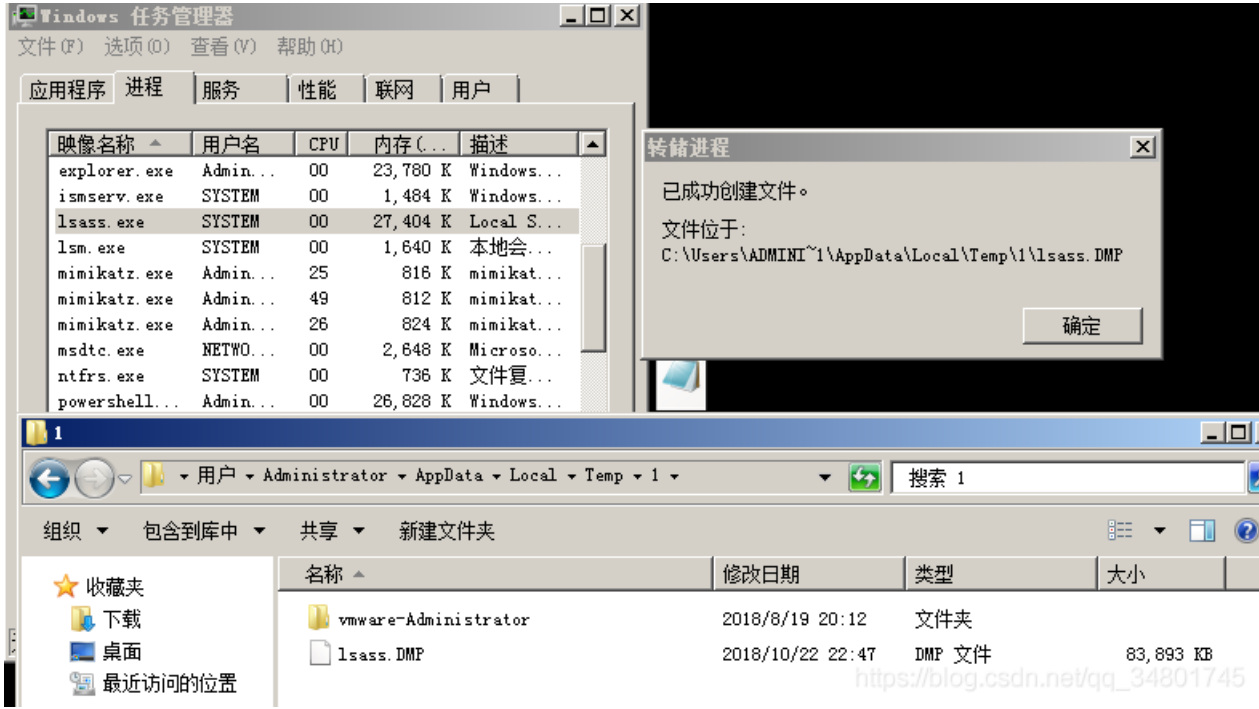 Windows 任务管理器
文件(F) 选项(O) 查看(V) 帮助(H)
应用程序 进程 服务 性能 联网 用户
映像名称 用户名 CPU 内存(... 描述
explorer.exe Admin... 00 23,780 K Windows...
ismserv.exe SYSTEM 00 1,484 K Windows...
lsass.exe SYSTEM 00 27,404 K Local S...
lsm.exe SYSTEM 00 1,640 K 本地会...
mimikatz.exe Admin... 25 816 K mimikat...
mimikatz.exe Admin... 49 812 K mimikat...
mimikatz.exe Admin... 26 824 K mimikat...
msdtc.exe NETWO... 00 2,648 K Microso...
ntfrs.exe SYSTEM 00 736 K 文件复...
powershell... Admin... 00 26,828 K Windows...
转储进程
已成功创建文件。
文件位于:
C:\Users\ADMINI~1\AppData\Local\Temp\1\lsass.DMP
确定
1
用户 Administrator AppData Local Temp 1
搜索 1
组织 包含到库中 共享 新建文件夹
收藏夹
下载
桌面
最近访问的位置
名称 修改日期 类型 大小
vmware-Administrator 2018/8/19 20:12 文件夹
lsass.DMP 2018/10/22 22:47 DMP 文件 83,893 KB
https://blog.csdn.net/qq_34801745